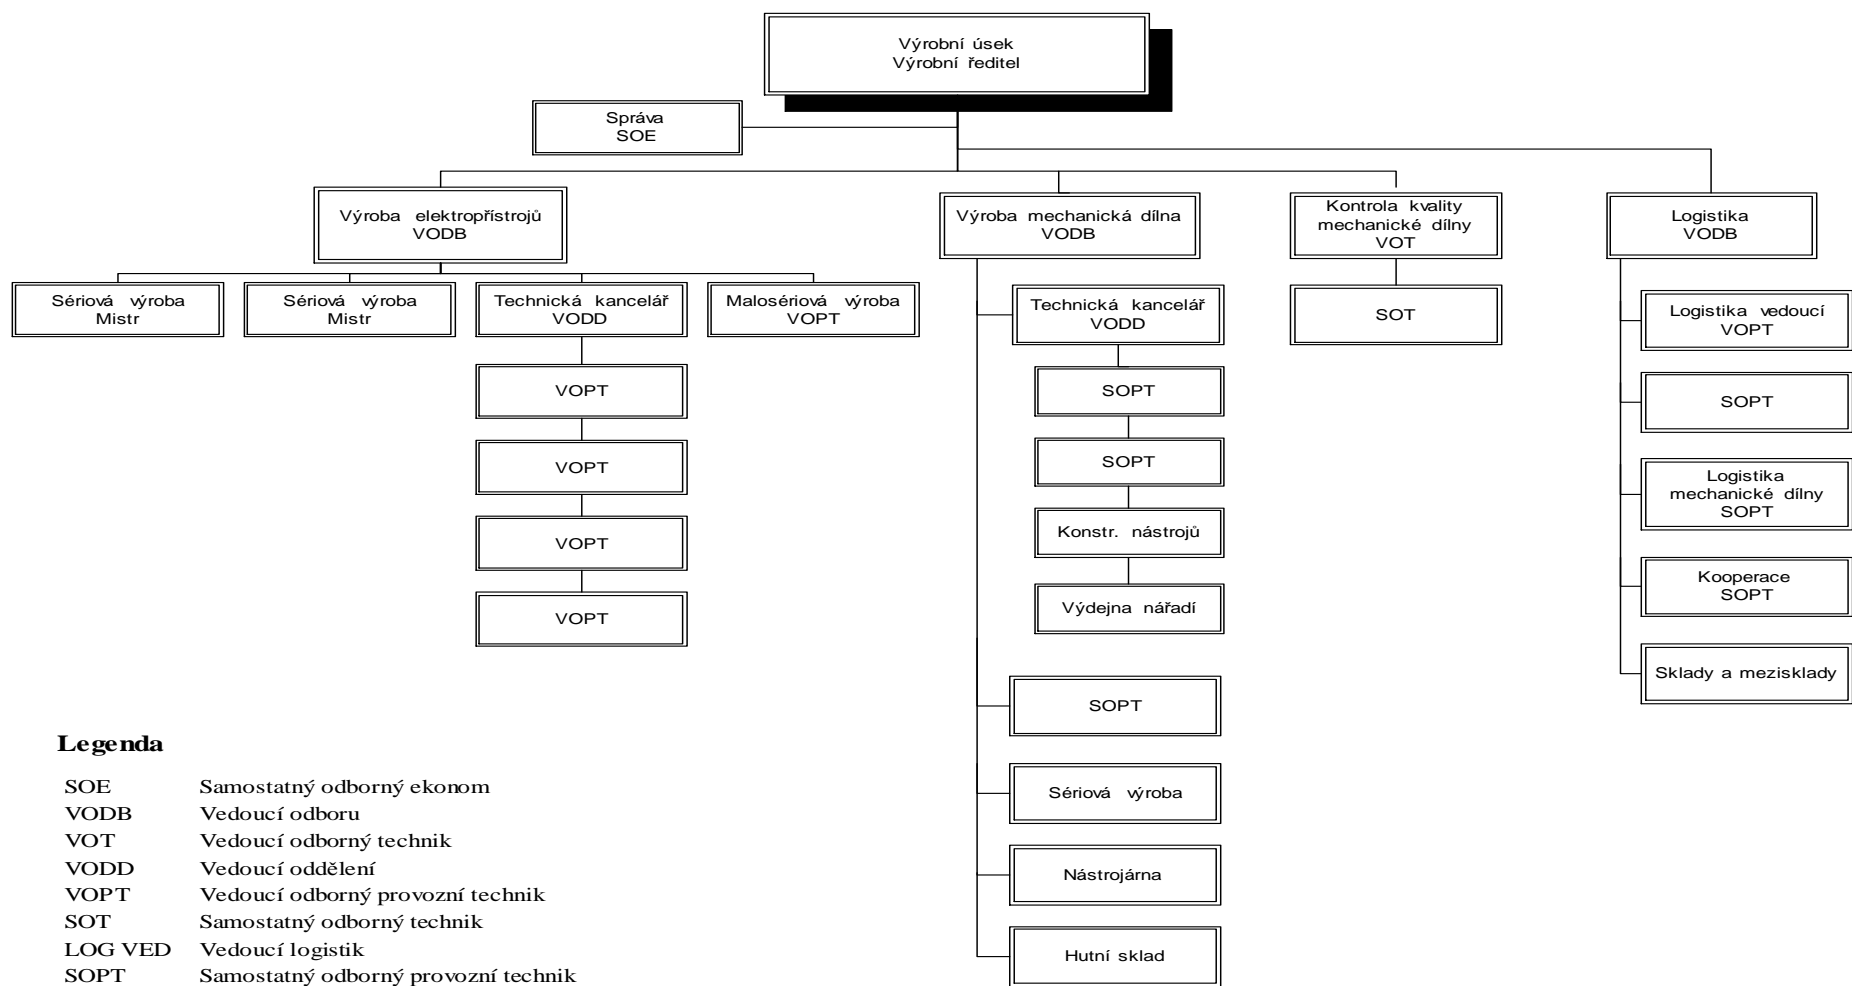 Výrobní úsek
Výrobní ředitel
Správa
SOE
Výroba elektropřístrojů
VODB
Výroba mechanická dílna
VODB
Kontrola kvality
mechanické dílny
VOT
Logistika
VODB
Sériová výroba
Mistr
Sériová výroba
Mistr
Technická kancelář
VODD
Malosériová výroba
VOPT
VOPT
VOPT
VOPT
VOPT
Technická kancelář
VODD
SOPT
SOPT
Konstr. nástrojů
Výdejna nářadí
SOPT
Sériová výroba
Nástrojárna
Hutní sklad
SOT
Logistika vedoucí
VOPT
SOPT
Logistika
mechanické dílny
SOPT
Kooperace
SOPT
Sklady a mezisklady
Legenda
SOE Samostatný odborný ekonom
VODB Vedoucí odboru
VOT Vedoucí odborný technik
VODD Vedoucí oddělení
VOPT Vedoucí odborný provozní technik
SOT Samostatný odborný technik
LOG VED Vedoucí logistik
SOPT Samostatný odborný provozní technik